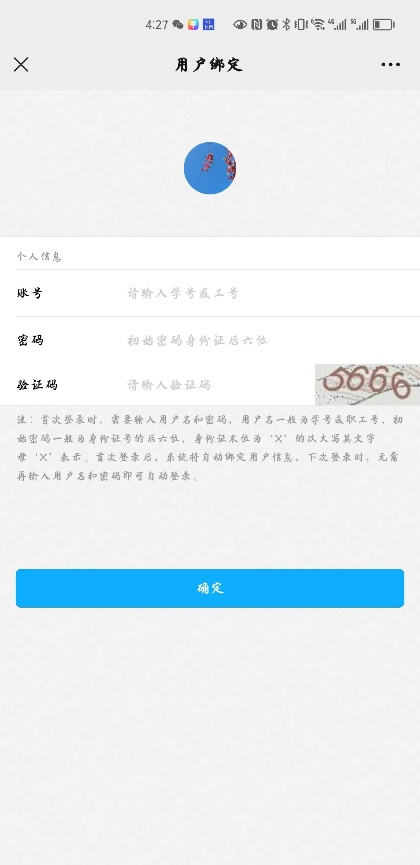 4:27
用户绑定
个人信息
账号 请输入学号或工号
密码 初始密码身份证后六位
验证码 请输入验证码 5666
注：首次登录时，需要输入用户名和密码，用户名一般为学号或职工号，初
始密码一般为身份证号的后六位，身份证末位为‘X’的以大写英文字
母‘X’表示。首次登录后，系统将自动绑定用户信息，下次登录时，无需
再输入用户名和密码即可自动登录。
确定